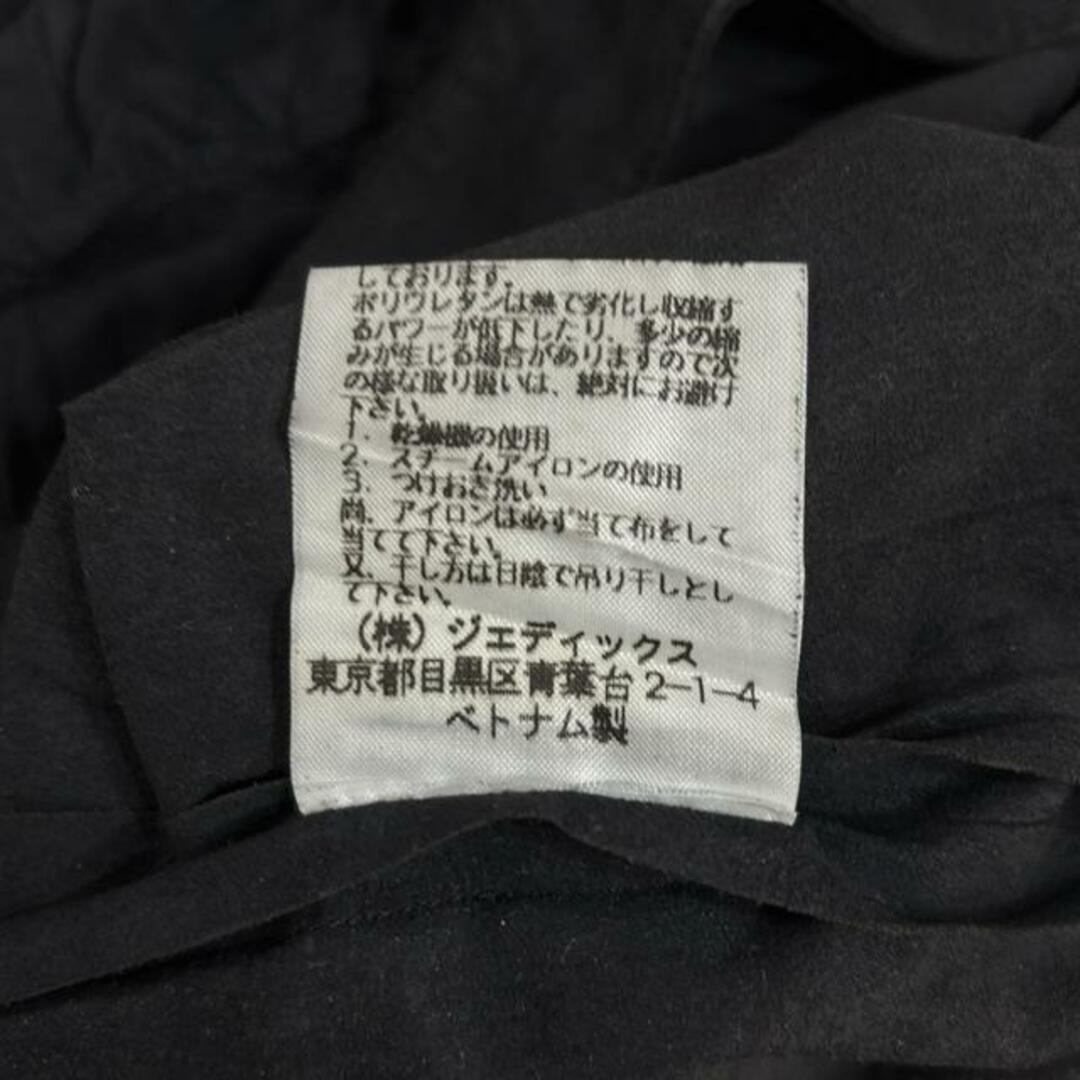 しております。
ポリウレタンは熱で劣化し収縮す
るパワーが低下したり、多少の縮
みが生じる場合がありますので次
の様な取り扱いは、絶対にお避け
下さい。
1. 乾燥機の使用
2. スチームアイロンの使用
3. つけおき洗い
尚、アイロンは必ず当て布をして
当てて下さい。
又、干し方は日陰で吊り干しとし
て下さい。
(株) ジェディックス
東京都目黒区青葉台2-1-4
ベトナム製